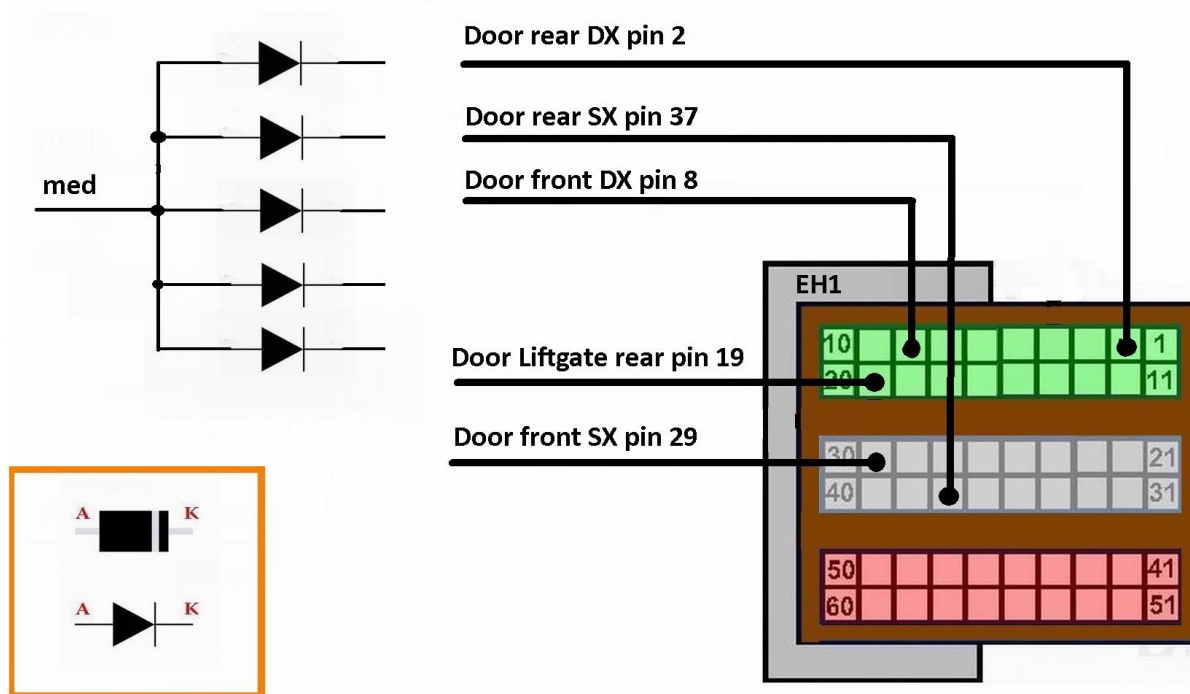 Door rear DX pin 2
Door rear SX pin 37
med
Door front DX pin 8
EH1
10 1
Door Liftgate rear pin 19
20 11
Door front SX pin 29
30 21
40 31
A K
50 41
A K
60 51